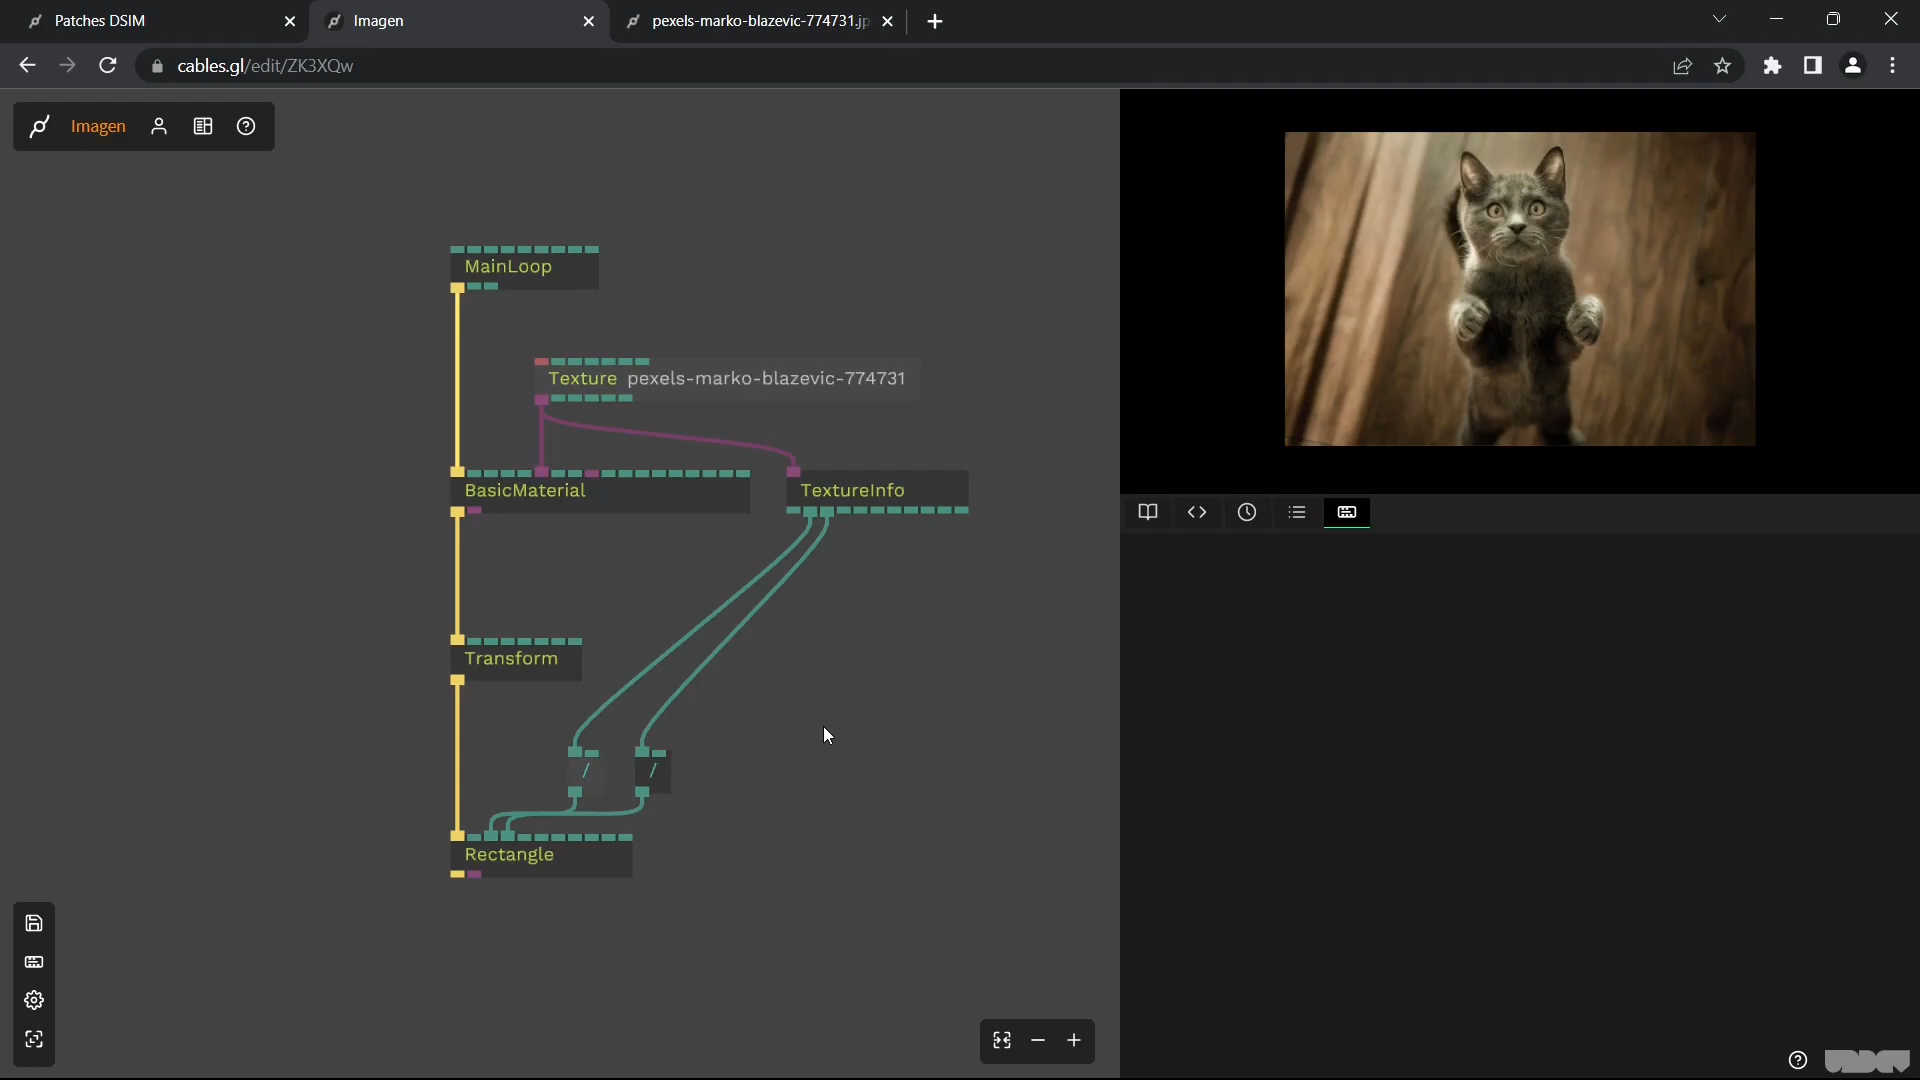 Patches DSIM
Imagen
pexels-marko-blazevic-774731.jp
cables.gl/edit/ZK3XQw
Imagen
MainLoop
Texture pexels-marko-blazevic-774731
BasicMaterial
TextureInfo
Transform
/
/
Rectangle